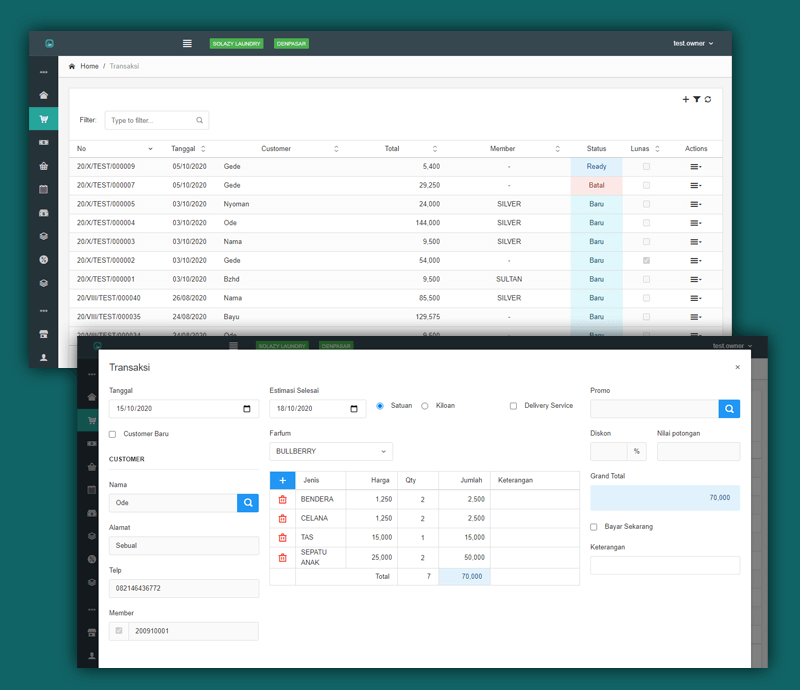 SOLAZY LAUNDRY DENPASAR test.owner
Home / Transaksi
Filter: Type to filter...
No Tanggal Customer Total Member Status Lunas Actions
20/X/TEST/000009 05/10/2020 Gede 5,400 - Ready
20/X/TEST/000007 05/10/2020 Gede 29,250 - Batal
20/X/TEST/000005 03/10/2020 Nyoman 24,000 SILVER Baru
20/X/TEST/000004 03/10/2020 Ode 144,000 SILVER Baru
20/X/TEST/000003 03/10/2020 Nama 9,500 SILVER Baru
20/X/TEST/000002 03/10/2020 Gede 54,000 - Baru
20/X/TEST/000001 03/10/2020 Bzhd 9,500 SULTAN Baru
20/VIII/TEST/000040 26/08/2020 Nama 85,500 SILVER Baru
20/VIII/TEST/000035 24/08/2020 Bayu 129,575 - Baru
20/VIII/TEST/000034 24/08/2020 Ode 9,500 - Baru
SOLAZY LAUNDRY DENPASAR test owner
Transaksi ×
Tanggal Estimasi Selesai Promo
15/10/2020 18/10/2020 Satuan Kiloan Delivery Service
Customer Baru Farfum Diskon Nilai potongan
BULLBERRY %
CUSTOMER
Grand Total
+ Jenis Harga Qty Jumlah Keterangan
Nama BENDERA 1,250 2 2,500 70,000
Ode CELANA 1,250 2 2,500
Alamat TAS 15,000 1 15,000 Bayar Sekarang
Sebual SEPATU ANAK 25,000 2 50,000 Keterangan
Total 7 70,000
Telp
082146436772
Member
200910001